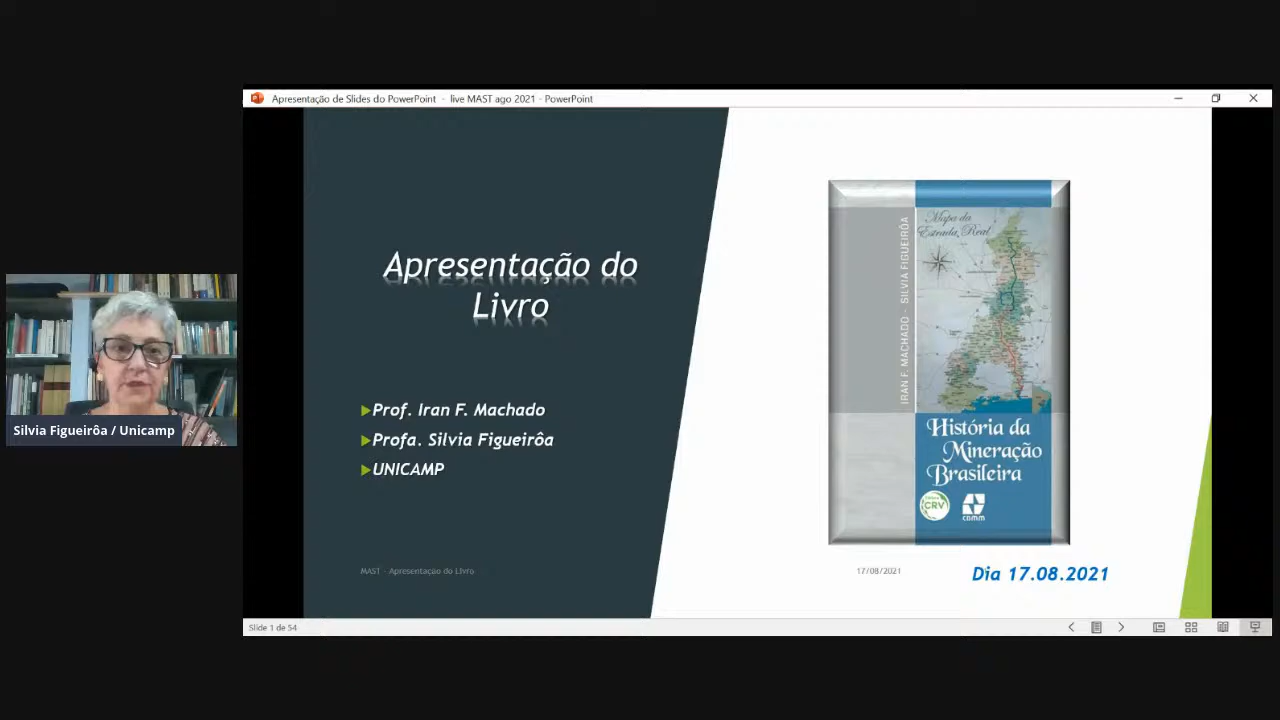 Apresentação de Slides do PowerPoint - live MAST ago 2021 - PowerPoint
Apresentação do
Livro
Prof. Iran F. Machado
Profa. Silvia Figueirôa
UNICAMP
MAST - Apresentação do Livro
IRAN F. MACHADO - SILVIA FIGUEIRÔA
Mapa da
Estrada Real
História da
Mineração
Brasileira
CRV
CDMM
17/08/2021
Dia 17.08.2021
Silvia Figueirôa / Unicamp
Slide 1 de 54